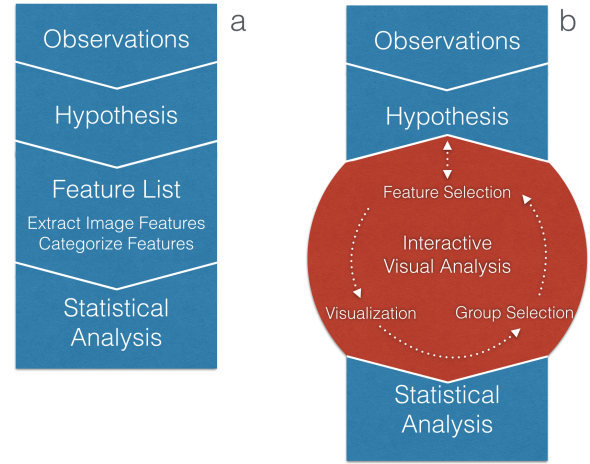 a
Observations
Hypothesis
Feature List
Extract Image Features
Categorize Features
Statistical
Analysis
b
Observations
Hypothesis
Feature Selection
Interactive
Visual Analysis
Visualization
Group Selection
Statistical
Analysis